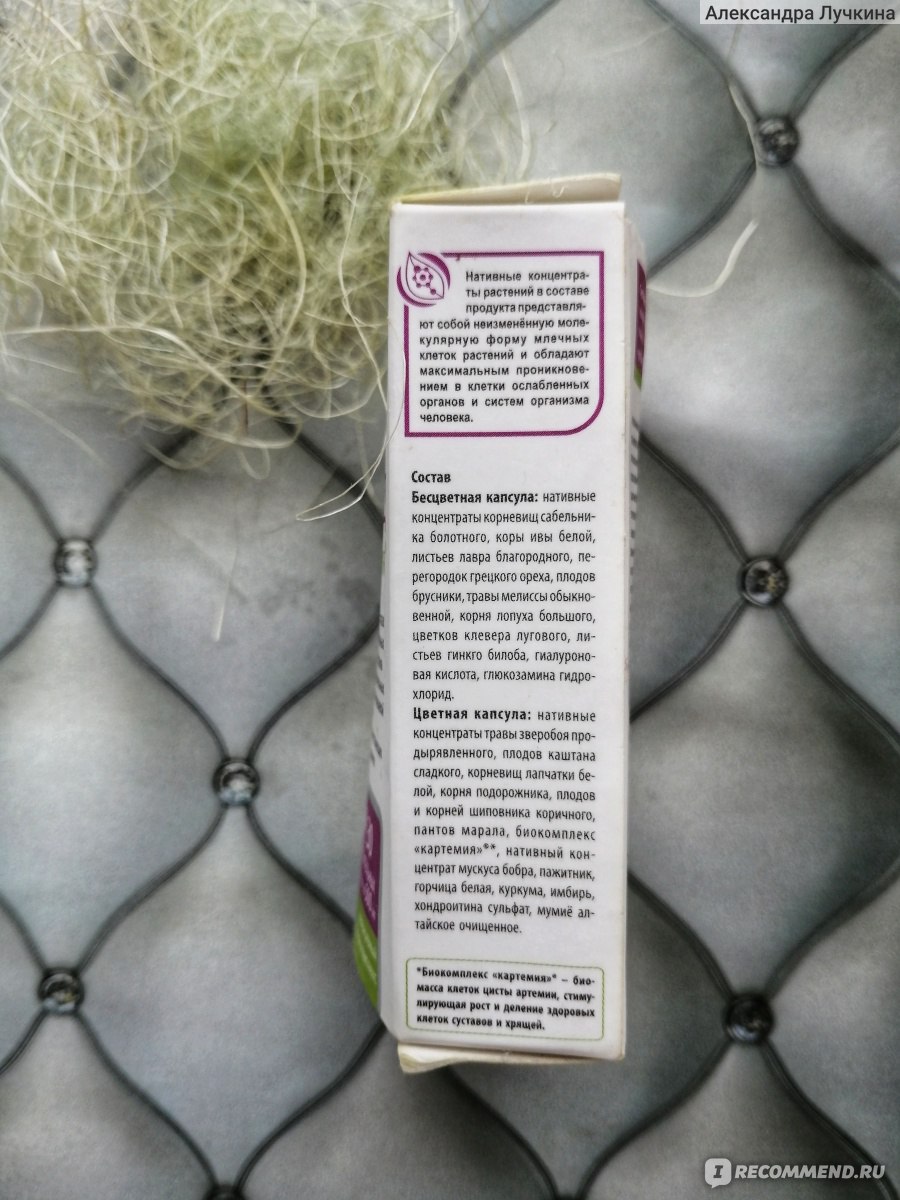 Александра Лучкина
Нативные концентра-
ты растений в составе
продукта представля-
ют собой неизменённую моле-
кулярную форму млечных
клеток растений и обладают
максимальным проникнове-
нием в клетки ослабленных
органов и систем организма
человека.
Состав
Бесцветная капсула: нативные
концентраты корневищ сабельни-
ка болотного, коры ивы белой,
листьев лавра благородного, пе-
регородок грецкого ореха, плодов
брусники, травы мелиссы обыкно-
венной, корня лопуха большого,
цветков клевера лугового, ли-
стьев гинкго билоба, гиалуроно-
вая кислота, глюкозамина гидро-
хлорид.
Цветная капсула: нативные
концентраты травы зверобоя про-
дырявленного, плодов каштана
сладкого, корневищ лапчатки бе-
лой, корня подорожника, плодов
и корней шиповника коричного,
пантов марала, биокомплекс
«картемия»®*, нативный кон-
центрат мускуса бобра, пажитник,
горчица белая, куркума, имбирь,
хондроитина сульфат, мумиё ал-
тайское очищенное.
*Биокомплекс «картемия»® – био-
масса клеток цисты артемии, стиму-
лирующая рост и деление здоровых
клеток суставов и хрящей.
IRECOMMEND.RU